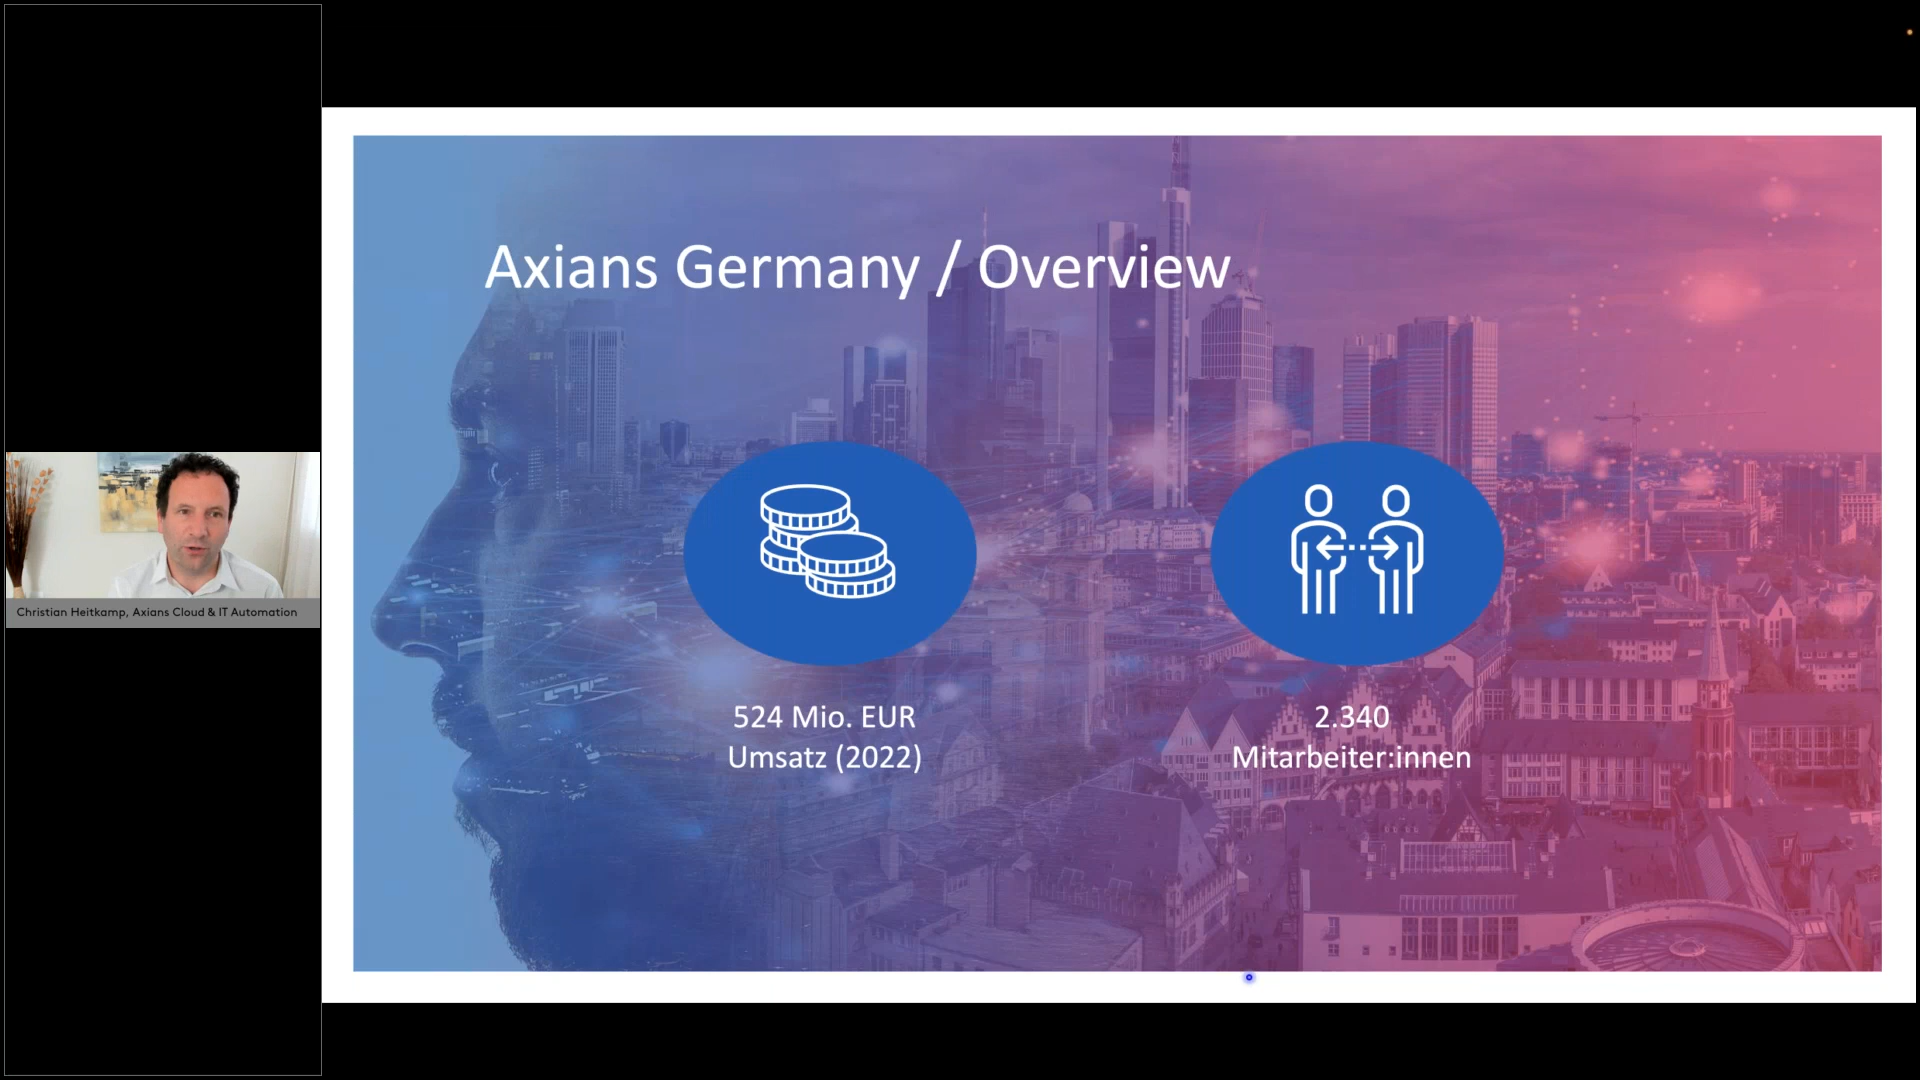 Axians Germany / Overview
524 Mio. EUR
Umsatz (2022)
2.340
Mitarbeiter:innen
Christian Heitkamp, Axians Cloud & IT Automation